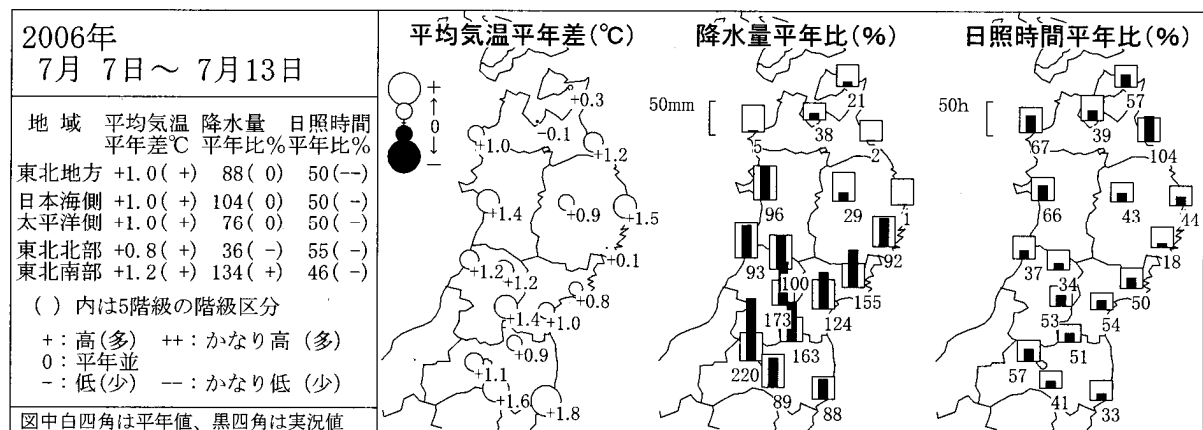 2006年
7月 7日～ 7月13日
地 域 平均気温 降水量 日照時間
平年差℃ 平年比% 平年比%
東北地方 +1.0( +) 88( 0) 50(--)
日本海側 +1.0( +) 104( 0) 50( -)
太平洋側 +1.0( +) 76( 0) 50( -)
東北北部 +0.8( +) 36( -) 55( -)
東北南部 +1.2( +) 134( +) 46( -)
( ) 内は5階級の階級区分
+：高(多) ++：かなり高 (多)
0：平年並
-：低(少) --：かなり低 (少)
図中白四角は平年値、黒四角は実況値
平均気温平年差(℃)
+
↑
0
↓
-
+0.3
-0.1
+1.0
+1.2
+1.4
+0.9
+1.5
+0.1
+1.2
+1.2
+0.8
+1.4
+1.0
+0.9
+1.1
+1.6
+1.8
降水量平年比(%)
50mm
21
38
5
2
96
29
1
92
93
100
155
173
124
163
220
89
88
日照時間平年比(%)
50h
57
39
67
104
66
43
44
18
37
34
50
53
54
51
57
41
33